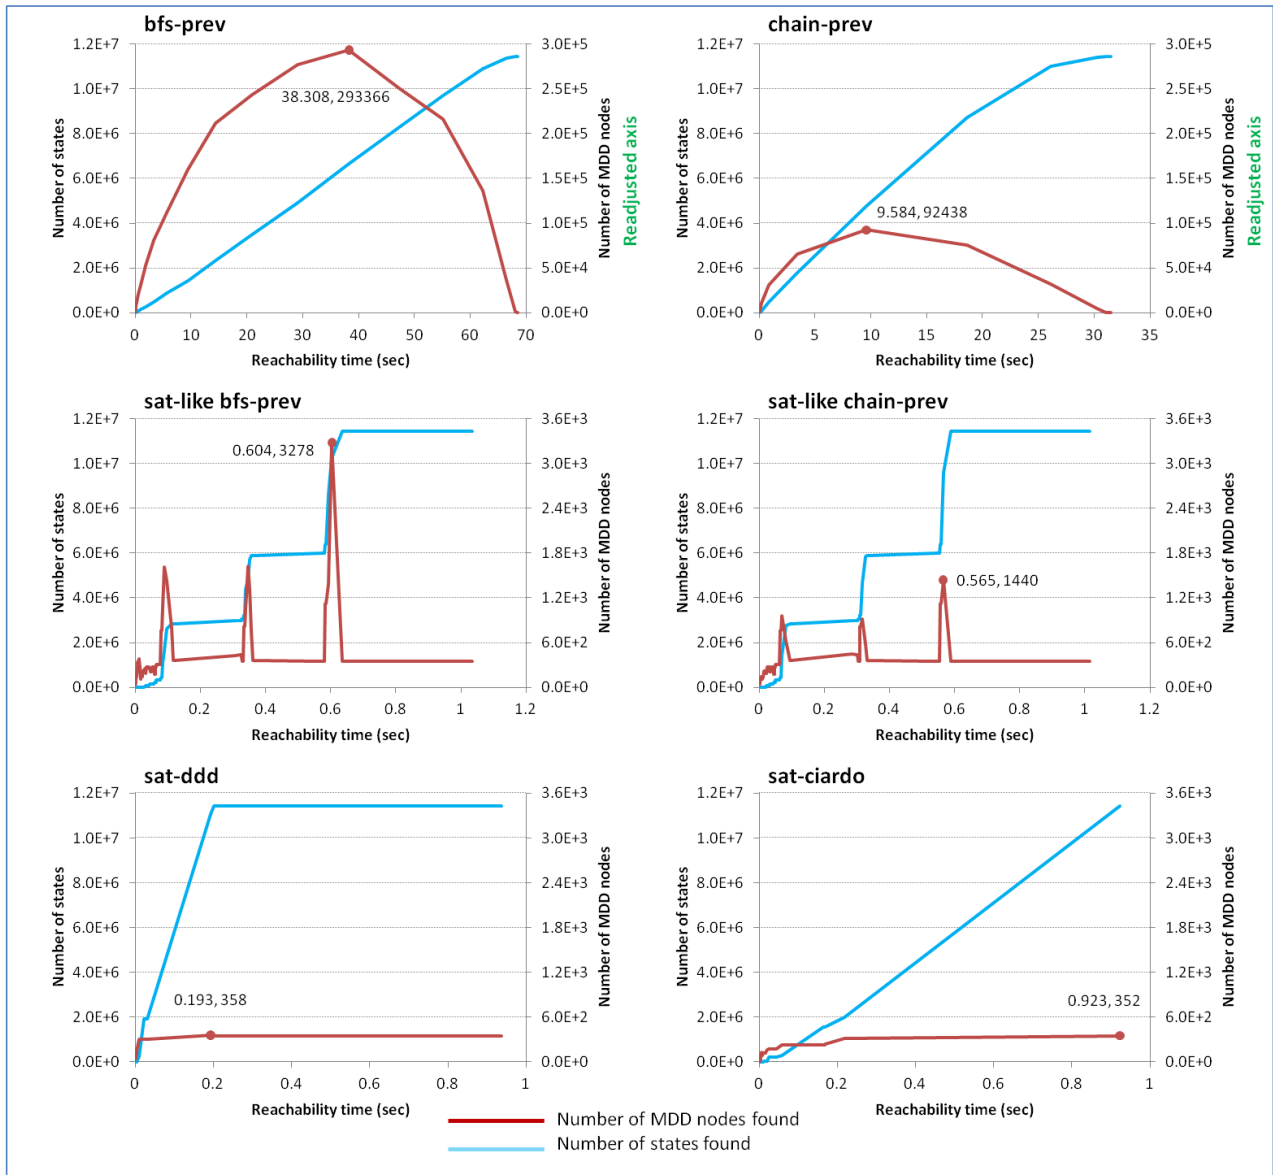 bfs-prev
1.2E+7
1.0E+7
8.0E+6
6.0E+6
4.0E+6
2.0E+6
0.0E+0
Number of states
3.0E+5
2.5E+5
2.0E+5
1.5E+5
1.0E+5
5.0E+4
0.0E+0
Number of MDD nodes
Readjusted axis
38.308, 293366
0 10 20 30 40 50 60 70
Reachability time (sec)
chain-prev
1.2E+7
1.0E+7
8.0E+6
6.0E+6
4.0E+6
2.0E+6
0.0E+0
Number of states
3.0E+5
2.5E+5
2.0E+5
1.5E+5
1.0E+5
5.0E+4
0.0E+0
Number of MDD nodes
Readjusted axis
9.584, 92438
0 5 10 15 20 25 30 35
Reachability time (sec)
sat-like bfs-prev
1.2E+7
1.0E+7
8.0E+6
6.0E+6
4.0E+6
2.0E+6
0.0E+0
Number of states
3.6E+3
3.0E+3
2.4E+3
1.8E+3
1.2E+3
6.0E+2
0.0E+0
Number of MDD nodes
0.604, 3278
0 0.2 0.4 0.6 0.8 1 1.2
Reachability time (sec)
sat-like chain-prev
1.2E+7
1.0E+7
8.0E+6
6.0E+6
4.0E+6
2.0E+6
0.0E+0
Number of states
3.6E+3
3.0E+3
2.4E+3
1.8E+3
1.2E+3
6.0E+2
0.0E+0
Number of MDD nodes
0.565, 1440
0 0.2 0.4 0.6 0.8 1 1.2
Reachability time (sec)
sat-ddd
1.2E+7
1.0E+7
8.0E+6
6.0E+6
4.0E+6
2.0E+6
0.0E+0
Number of states
3.6E+3
3.0E+3
2.4E+3
1.8E+3
1.2E+3
6.0E+2
0.0E+0
Number of MDD nodes
0.193, 358
0 0.2 0.4 0.6 0.8 1
Reachability time (sec)
sat-ciardo
1.2E+7
1.0E+7
8.0E+6
6.0E+6
4.0E+6
2.0E+6
0.0E+0
Number of states
3.6E+3
3.0E+3
2.4E+3
1.8E+3
1.2E+3
6.0E+2
0.0E+0
Number of MDD nodes
0.923, 352
0 0.2 0.4 0.6 0.8 1
Reachability time (sec)
Number of MDD nodes found
Number of states found